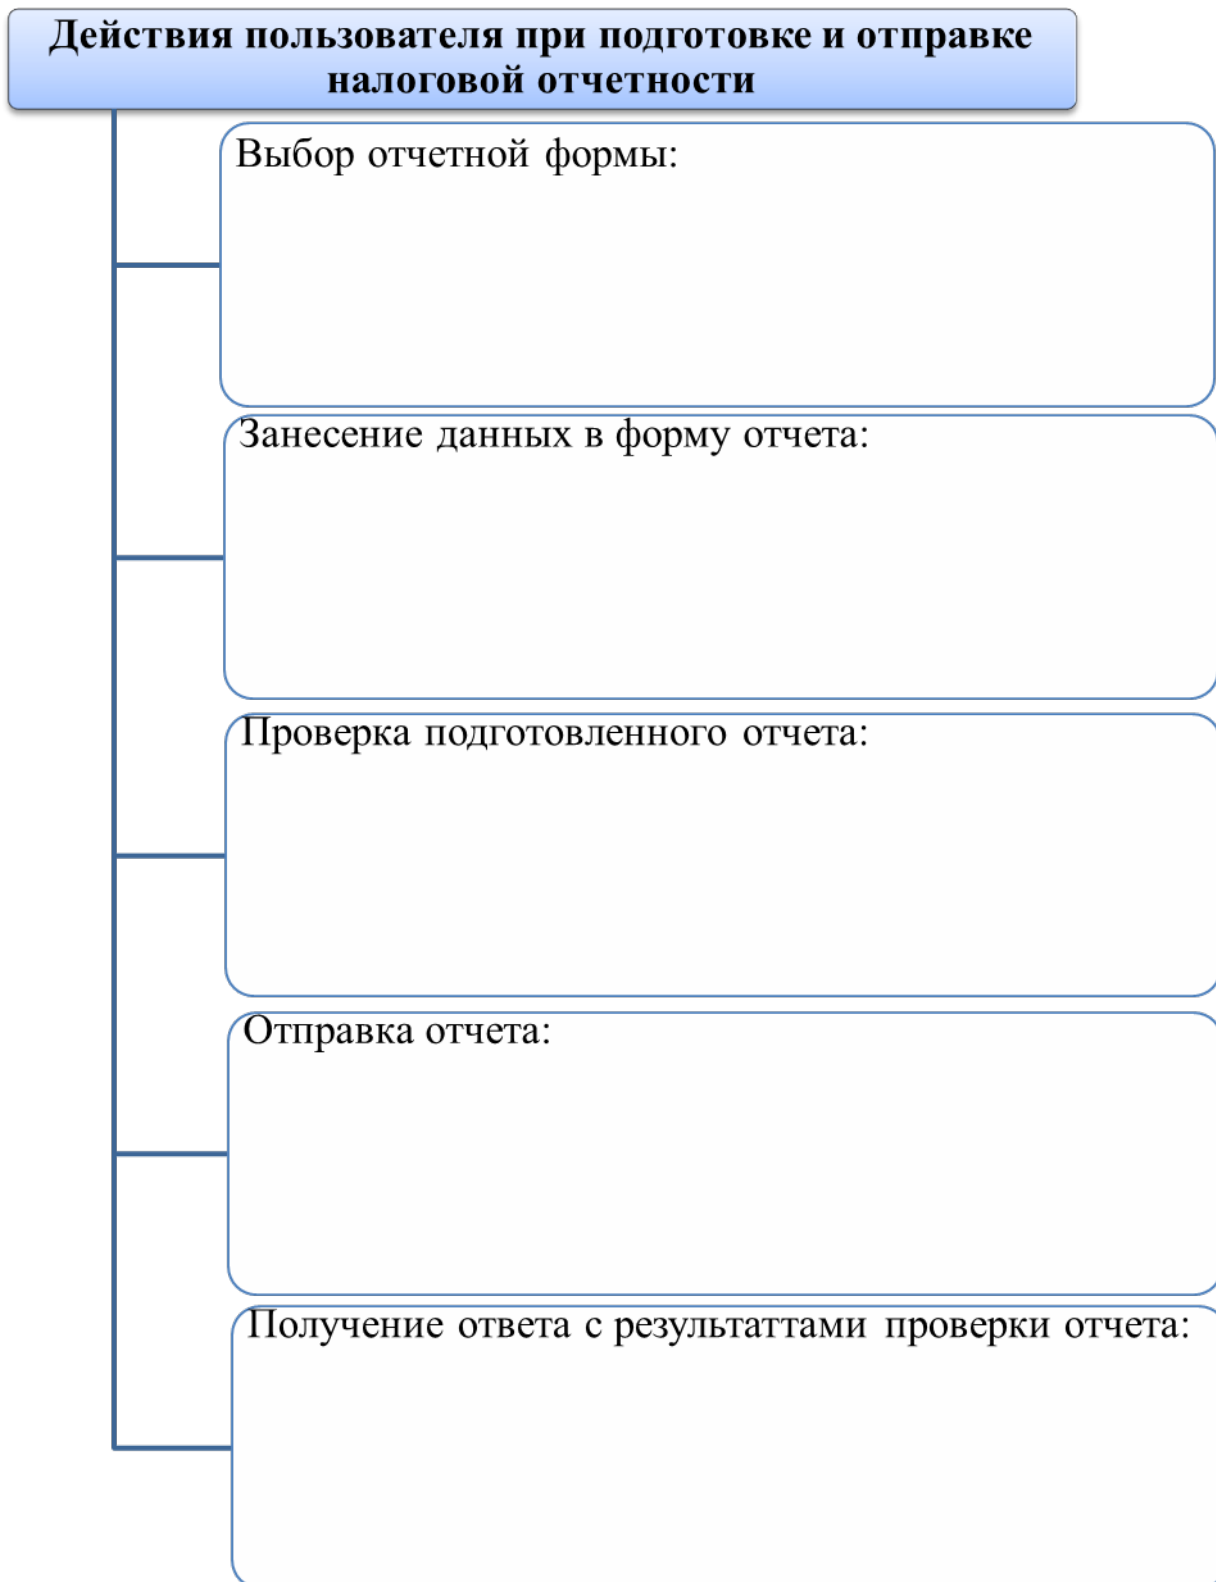 Действия пользователя при подготовке и отправке
налоговой отчетности
Выбор отчетной формы:
Занесение данных в форму отчета:
Проверка подготовленного отчета:
Отправка отчета:
Получение ответа с результаттами проверки отчета: